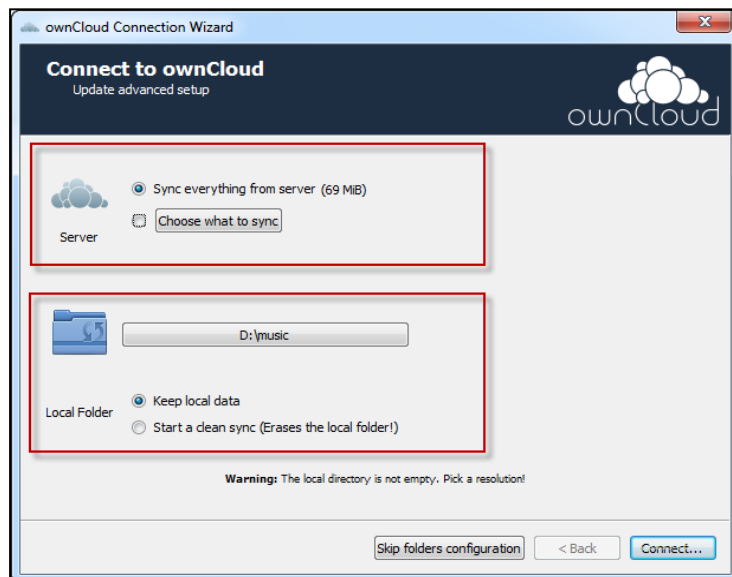 ownCloud Connection Wizard
Connect to ownCloud
Update advanced setup
ownCloud
Sync everything from server (69 MiB)
Choose what to sync
Server
D:\music
Keep local data
Local Folder
Start a clean sync (Erases the local folder!)
Warning: The local directory is not empty. Pick a resolution!
Skip folders configuration < Back Connect...